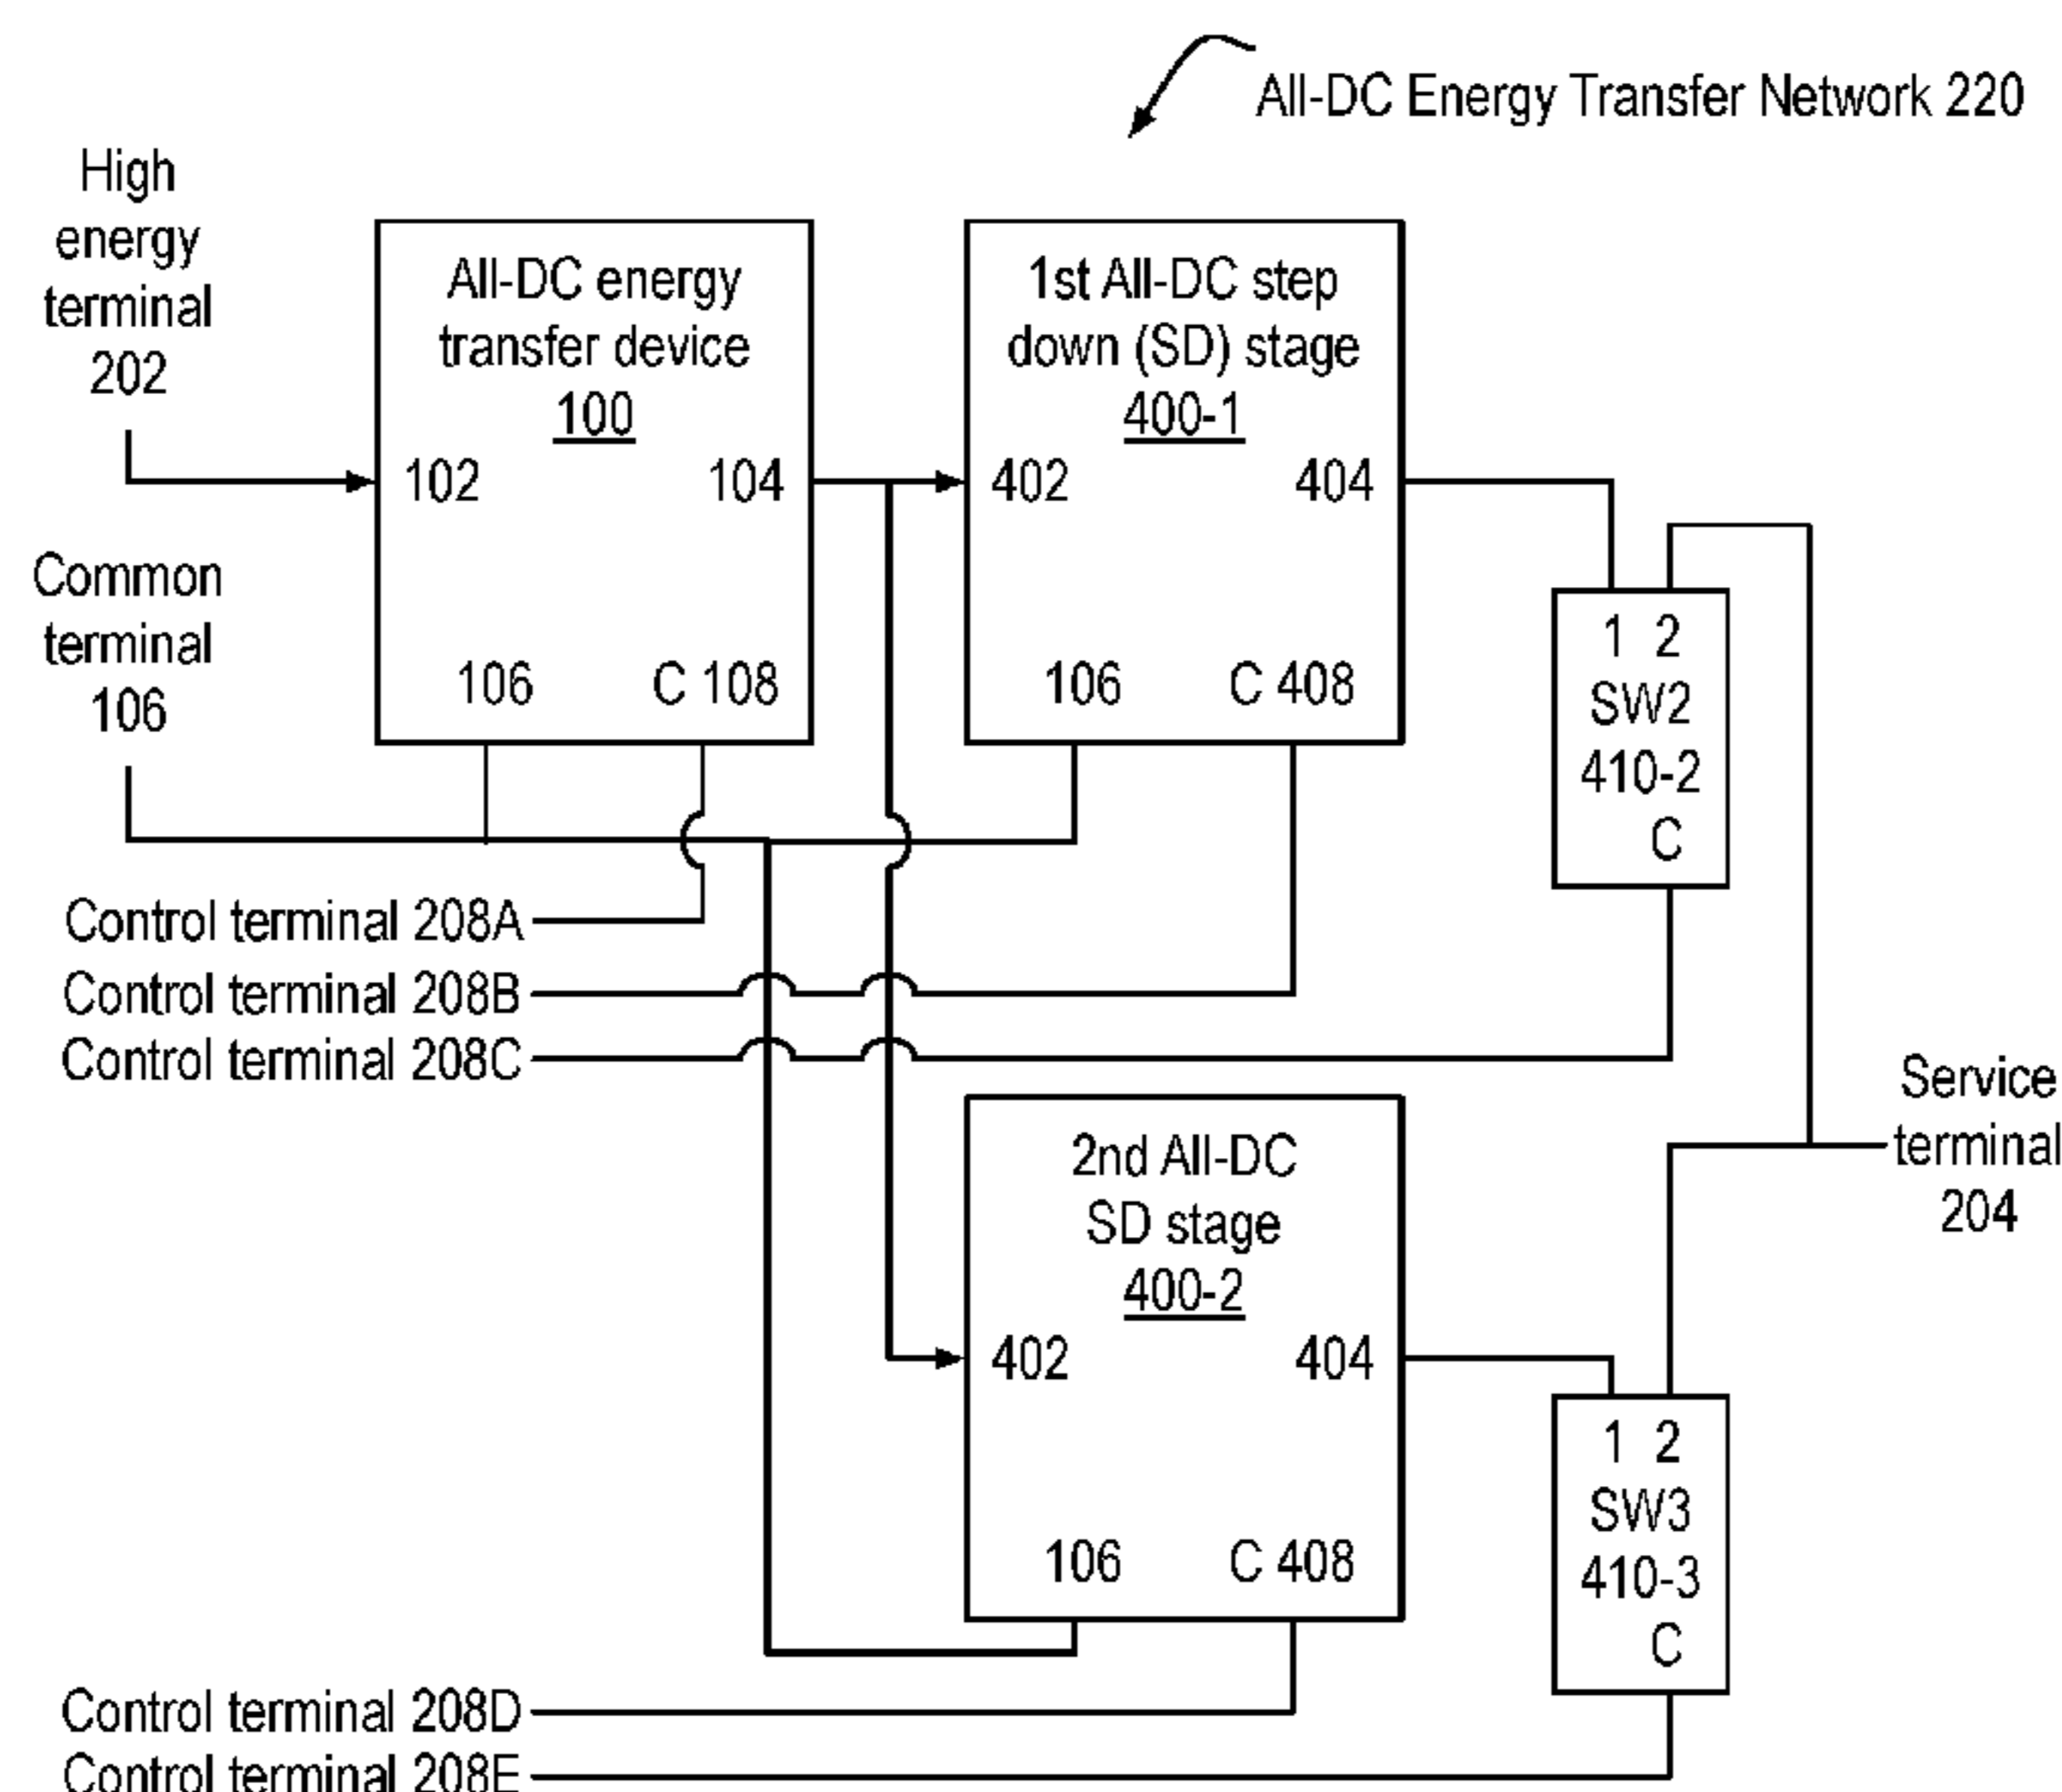 All-DC Energy Transfer Network 220
High
energy
terminal
202
All-DC energy
transfer device
100
102 104
106 C 108
1st All-DC step
down (SD) stage
400-1
402 404
106 C 408
Common
terminal
106
1 2
SW2
410-2
C
Control terminal 208A
Control terminal 208B
Control terminal 208C
Service
terminal
204
2nd All-DC
SD stage
400-2
402 404
106 C 408
1 2
SW3
410-3
C
Control terminal 208D
Control terminal 208E